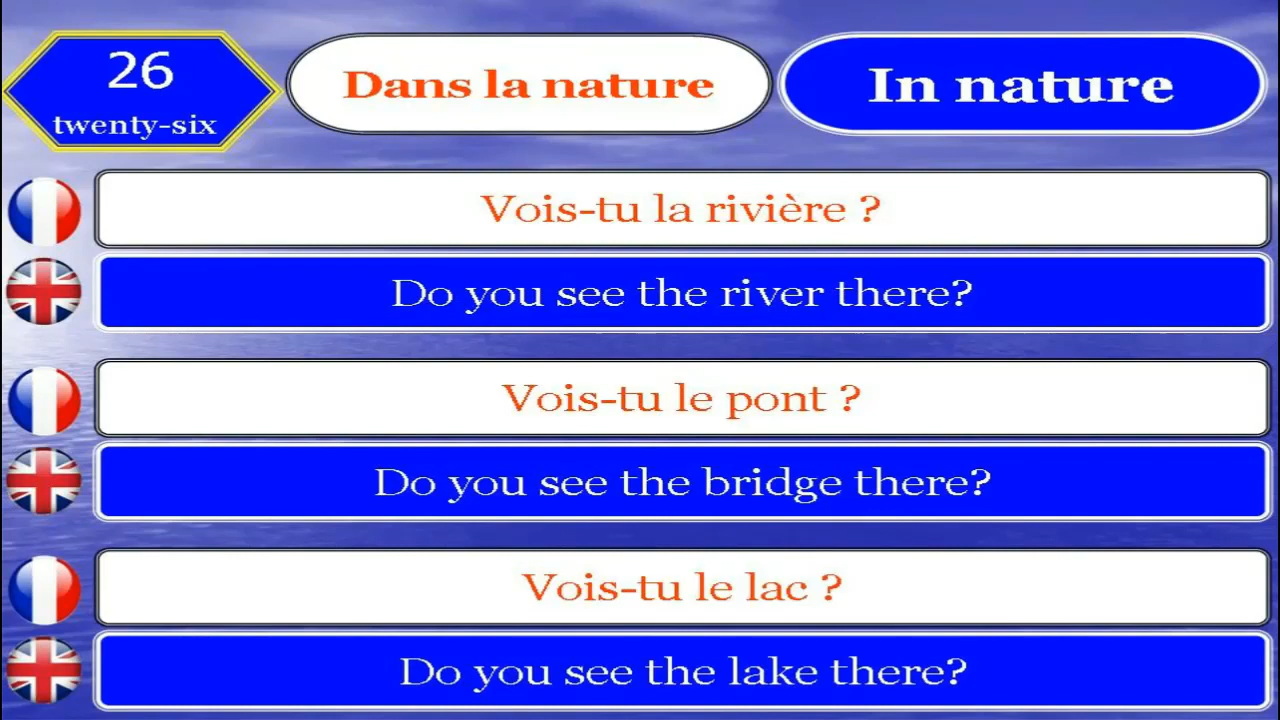 26
twenty-six
Dans la nature
In nature
Vois-tu la rivière ?
Do you see the river there?
Vois-tu le pont ?
Do you see the bridge there?
Vois-tu le lac ?
Do you see the lake there?